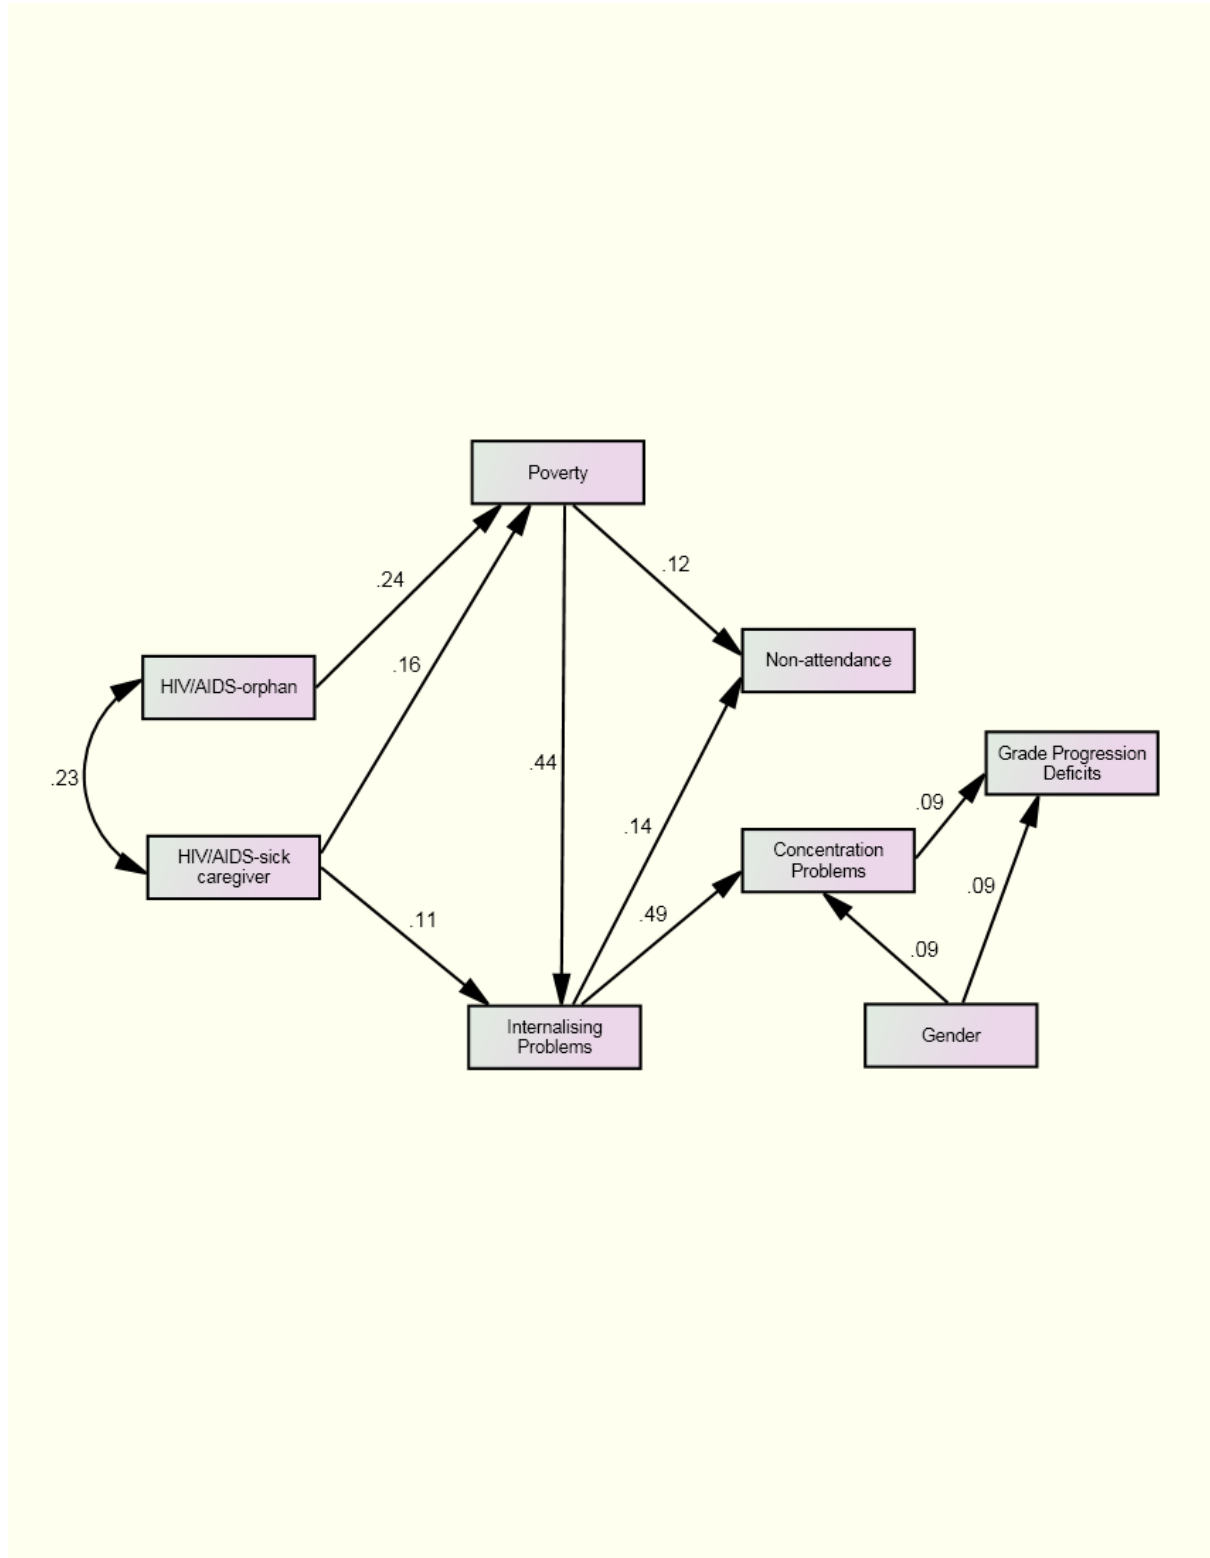 Poverty
.12
.24
Non-attendance
.16
HIV/AIDS-orphan
Grade Progression
Deficits
.44
.23
.09
.14
Concentration
Problems
HIV/AIDS-sick
caregiver
.09
.49
.11
.09
Internalising
Problems
Gender